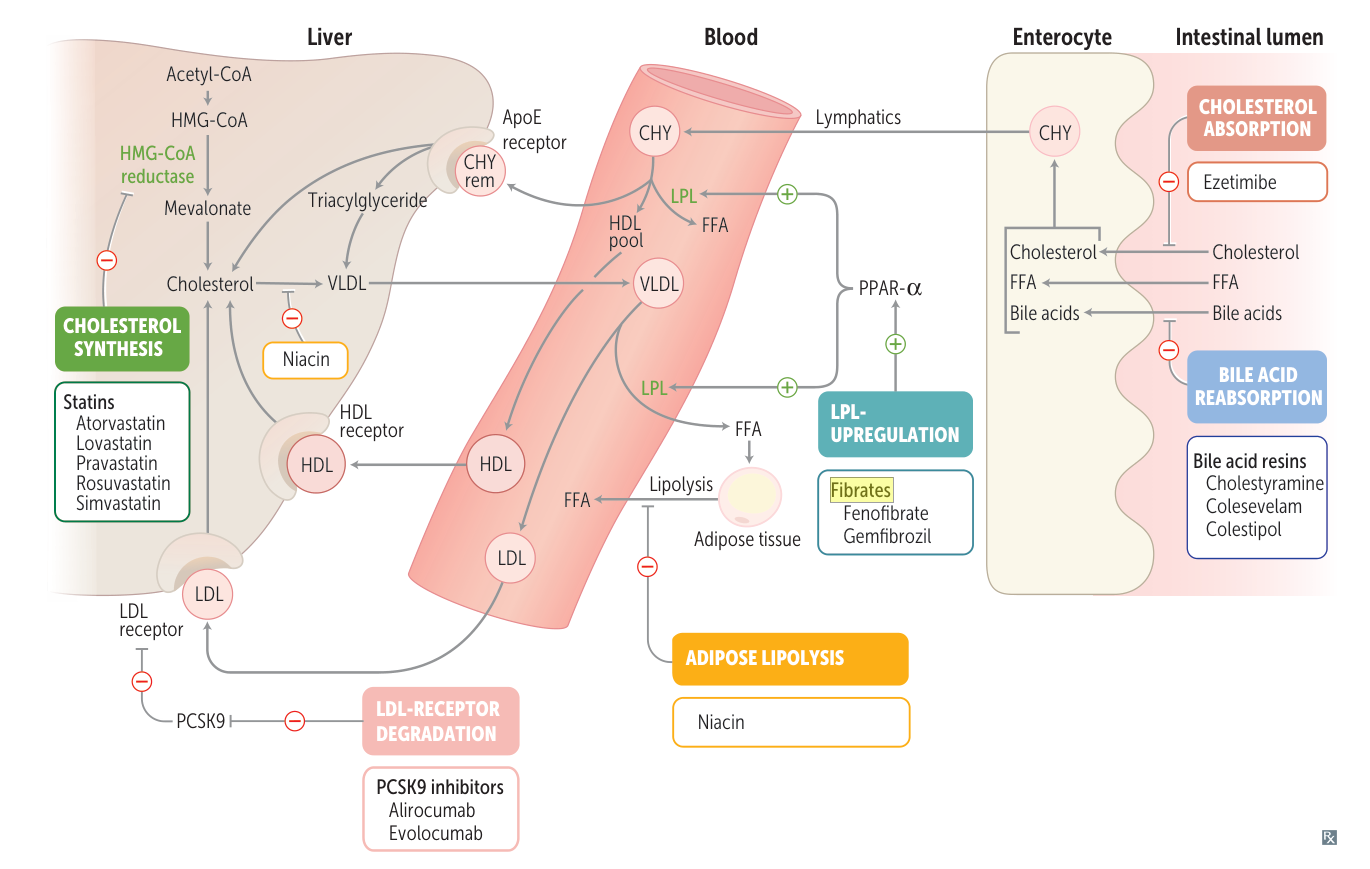 Liver
Blood
Enterocyte
Intestinal lumen
Acetyl-CoA
HMG-CoA
HMG-CoA
reductase
Mevalonate
Cholesterol
Triacylglyceride
VLDL
ApoE
receptor
CHY
rem
CHOLESTEROL
SYNTHESIS
Statins
Atorvastatin
Lovastatin
Pravastatin
Rosuvastatin
Simvastatin
Niacin
HDL
receptor
HDL
LDL
LDL
receptor
PCSK9
LDL-RECEPTOR
DEGRADATION
PCSK9 inhibitors
Alirocumab
Evolocumab
CHY
LPL
HDL
pool
FFA
VLDL
LPL
HDL
FFA
LDL
Lymphatics
PPAR-α
FFA
Lipolysis
Adipose tissue
LPL-
UPREGULATION
Fibrates
Fenofibrate
Gemfibrozil
ADIPOSE LIPOLYSIS
Niacin
CHY
Cholesterol
FFA
Bile acids
CHOLESTEROL
ABSORPTION
Ezetimibe
Cholesterol
FFA
Bile acids
BILE ACID
REABSORPTION
Bile acid resins
Cholestyramine
Colesevelam
Colestipol
Rx